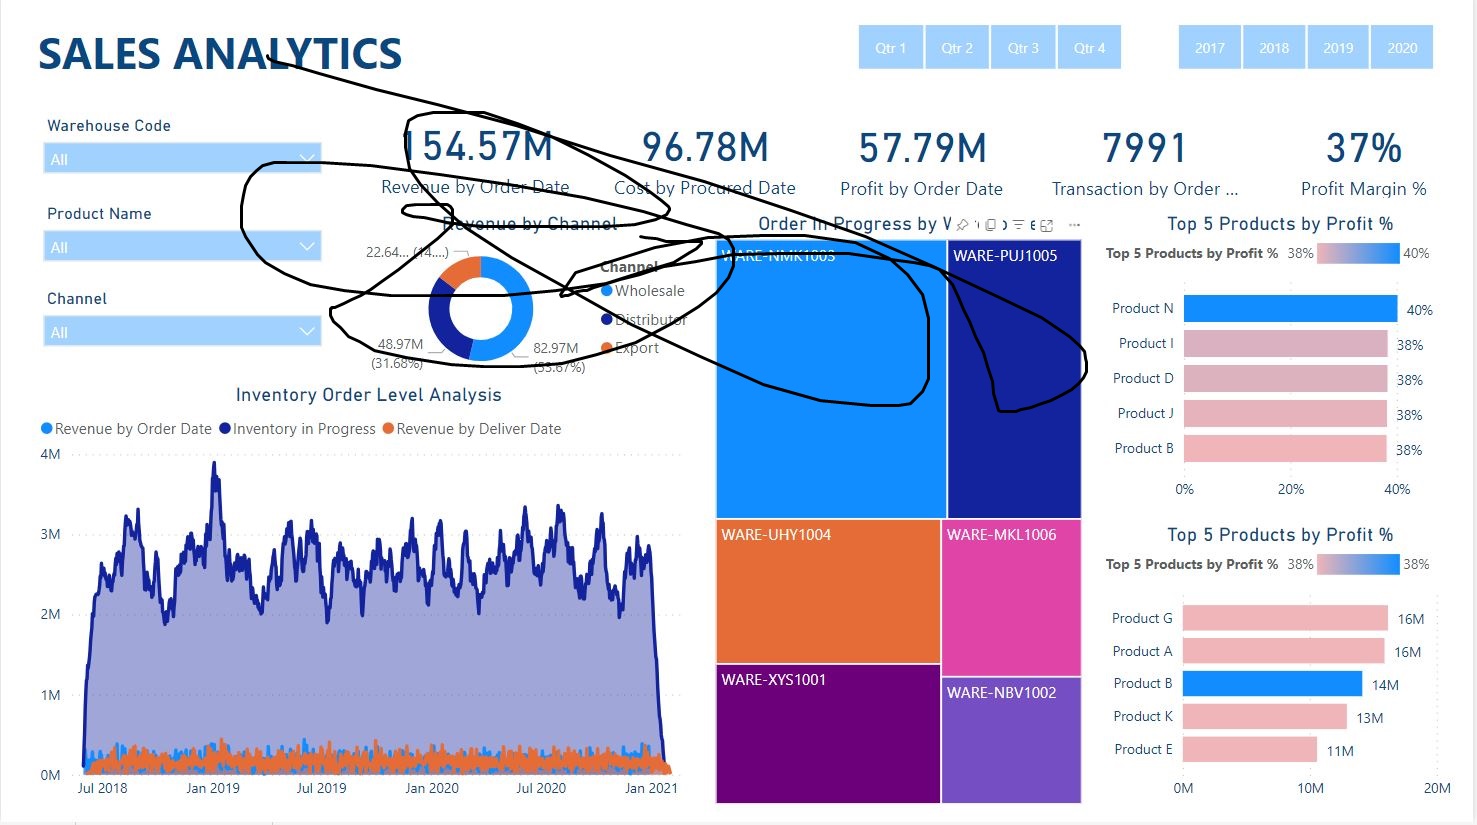 SALES ANALYTICS
Qtr 1 Qtr 2 Qtr 3 Qtr 4
2017 2018 2019 2020
Warehouse Code
All
Product Name
All
Channel
All
154.57M
Revenue by Order Date
96.78M
Cost by Procured Date
57.79M
Profit by Order Date
7991
Transaction by Order ...
37%
Profit Margin %
Revenue by Channel
22.64... (14....)
48.97M
(31.68%)
82.97M
(53.67%)
Channel
Wholesale
Distributor
Export
Inventory Order Level Analysis
Revenue by Order Date Inventory in Progress Revenue by Deliver Date
4M
3M
2M
1M
0M
Jul 2018 Jan 2019 Jul 2019 Jan 2020 Jul 2020 Jan 2021
Order in Progress by
WARE-NMK1003
WARE-PUJ1005
WARE-UHY1004
WARE-MKL1006
WARE-XYS1001
WARE-NBV1002
Top 5 Products by Profit %
Top 5 Products by Profit % 38% 40%
Product N 40%
Product I 38%
Product D 38%
Product J 38%
Product B 38%
0% 20% 40%
Top 5 Products by Profit %
Top 5 Products by Profit % 38% 38%
Product G 16M
Product A 16M
Product B 14M
Product K 13M
Product E 11M
0M 10M 20M